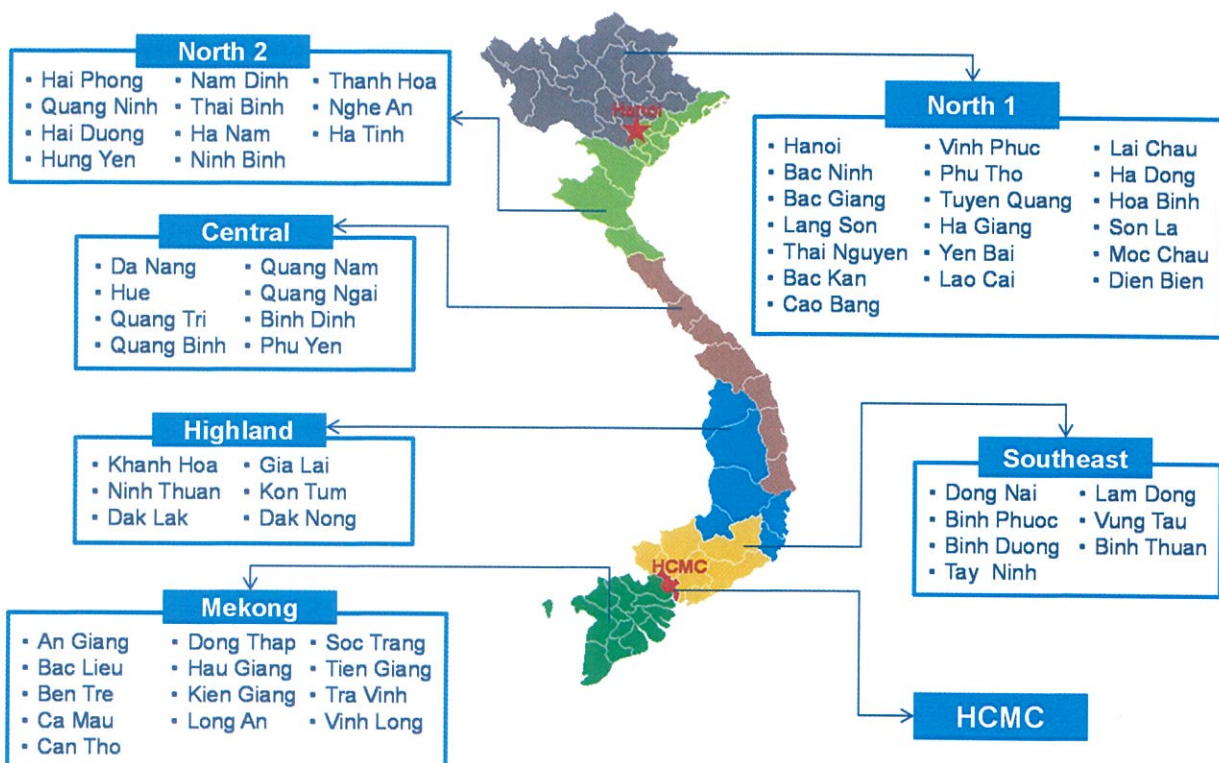 North 2
▪ Hai Phong ▪ Nam Dinh ▪ Thanh Hoa
▪ Quang Ninh ▪ Thai Binh ▪ Nghe An
▪ Hai Duong ▪ Ha Nam ▪ Ha Tinh
▪ Hung Yen ▪ Ninh Binh
Hanoi
North 1
▪ Hanoi ▪ Vinh Phuc ▪ Lai Chau
▪ Bac Ninh ▪ Phu Tho ▪ Ha Dong
▪ Bac Giang ▪ Tuyen Quang ▪ Hoa Binh
▪ Lang Son ▪ Ha Giang ▪ Son La
▪ Thai Nguyen ▪ Yen Bai ▪ Moc Chau
▪ Bac Kan ▪ Lao Cai ▪ Dien Bien
▪ Cao Bang
Central
▪ Da Nang ▪ Quang Nam
▪ Hue ▪ Quang Ngai
▪ Quang Tri ▪ Binh Dinh
▪ Quang Binh ▪ Phu Yen
Highland
▪ Khanh Hoa ▪ Gia Lai
▪ Ninh Thuan ▪ Kon Tum
▪ Dak Lak ▪ Dak Nong
Southeast
▪ Dong Nai ▪ Lam Dong
▪ Binh Phuoc ▪ Vung Tau
▪ Binh Duong ▪ Binh Thuan
▪ Tay Ninh
HCMC
Mekong
▪ An Giang ▪ Dong Thap ▪ Soc Trang
▪ Bac Lieu ▪ Hau Giang ▪ Tien Giang
▪ Ben Tre ▪ Kien Giang ▪ Tra Vinh
▪ Ca Mau ▪ Long An ▪ Vinh Long
▪ Can Tho
HCMC